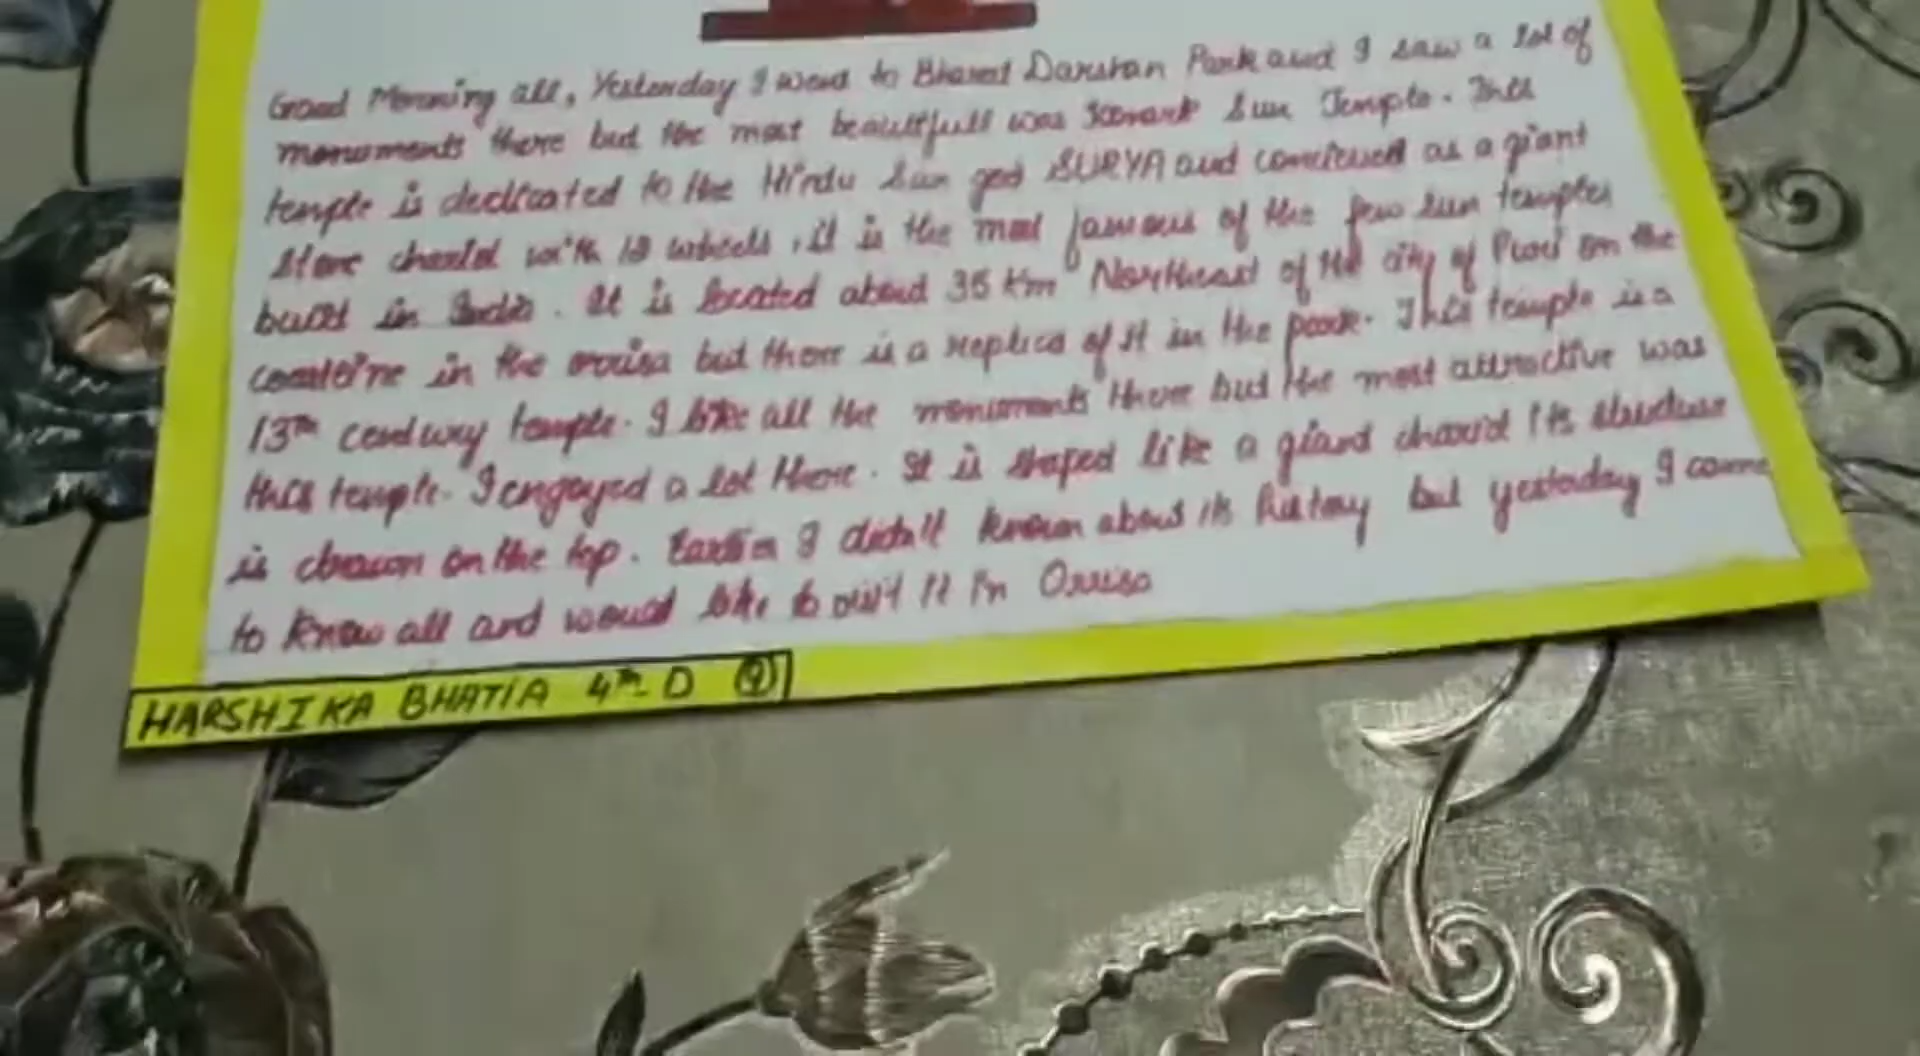 Good Morning all, Yesterday I went to Bharat Darshan Park and I saw a lot of
monuments there but the most beautifull was Konark Sun Temple. This
temple is dedicated to the Hindu Sun god SURYA and as a giant
stone chariot with 12 wheels, it is the most famous of the few sun temples
built in India. It is located about 35 km Northeast of the city of Puri on the
in the but there is a replica of it in the park. This temple is a
13th century temple. I like all the monuments there but the most attractive was
this temple. I engoyed a lot there. It is shaped like a giant chariot Its structure
is drawn on the top. I didn't known about its history but yesterday I came
to know all and would like to visit it in Orrisa
HARSHIKA BHATIA 4th D 9